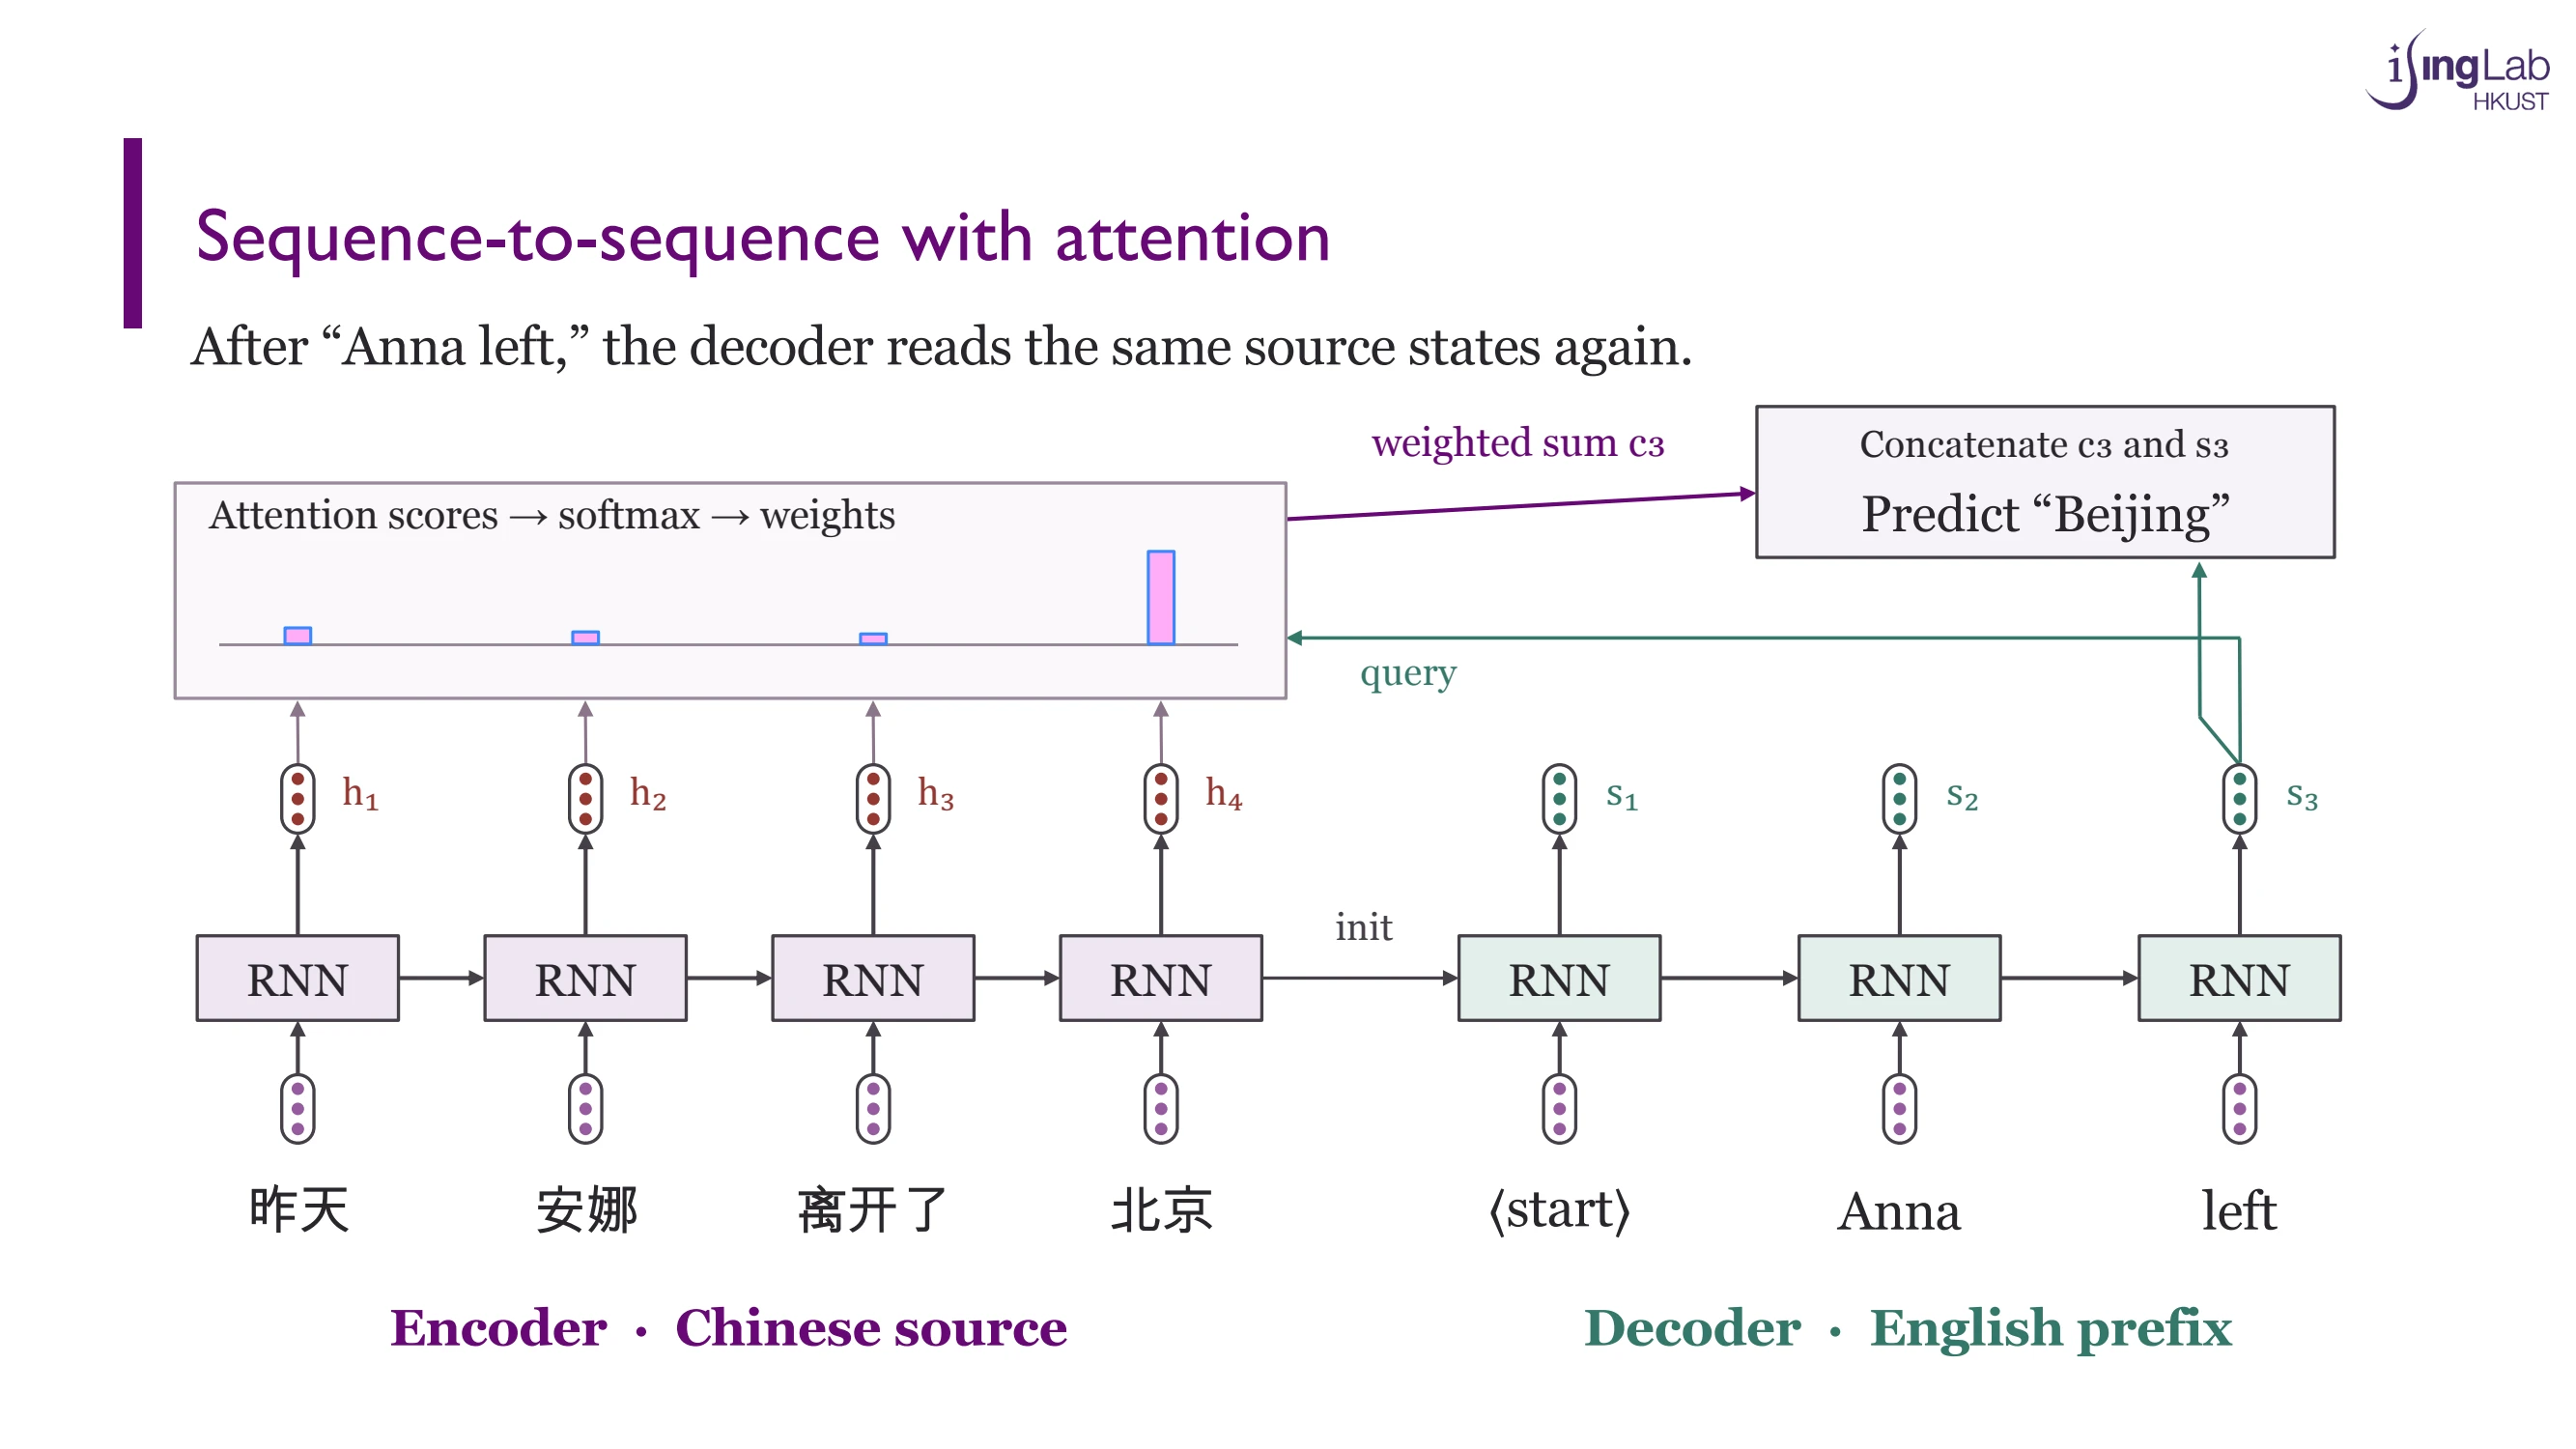 iSingLab
HKUST
Sequence-to-sequence with attention
After “Anna left,” the decoder reads the same source states again.
weighted sum c3
Concatenate c3 and s3
Predict “Beijing”
Attention scores → softmax → weights
query
h₁ h₂ h₃ h₄ s₁ s₂ s₃
init
RNN RNN RNN RNN RNN RNN RNN
昨天 安娜 离开了 北京 ⟨start⟩ Anna left
Encoder · Chinese source
Decoder · English prefix